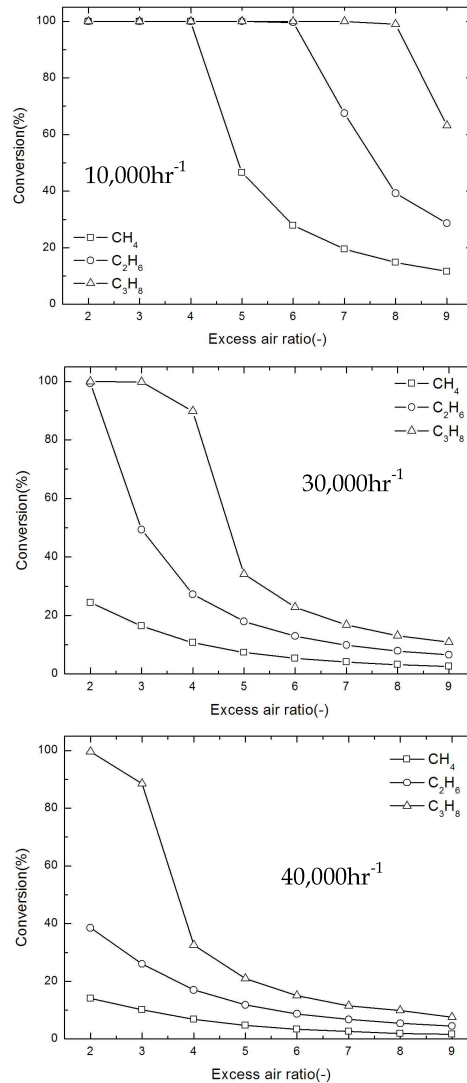 100
80
60
40
20
0
Conversion(%)
10,000hr⁻¹
CH₄
C₂H₆
C₃H₈
2 3 4 5 6 7 8 9
Excess air ratio(-)
100
80
60
40
20
0
Conversion(%)
CH₄
C₂H₆
C₃H₈
30,000hr⁻¹
2 3 4 5 6 7 8 9
Excess air ratio(-)
100
80
60
40
20
0
Conversion(%)
CH₄
C₂H₆
C₃H₈
40,000hr⁻¹
2 3 4 5 6 7 8 9
Excess air ratio(-)